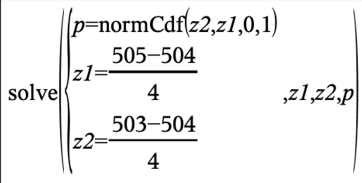 solve({p=normCdf(z2,z1,0,1)
z1=(505−504)/4
z2=(503−504)/4 ,z1,z2,p)